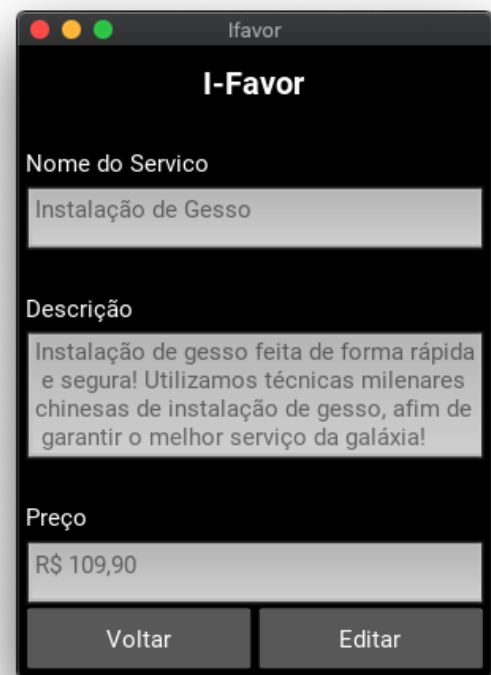 Ifavor
I-Favor
Nome do Servico
Instalação de Gesso
Descrição
Instalação de gesso feita de forma rápida
e segura! Utilizamos técnicas milenares
chinesas de instalação de gesso, afim de
garantir o melhor serviço da galáxia!
Preço
R$ 109,90
Voltar
Editar